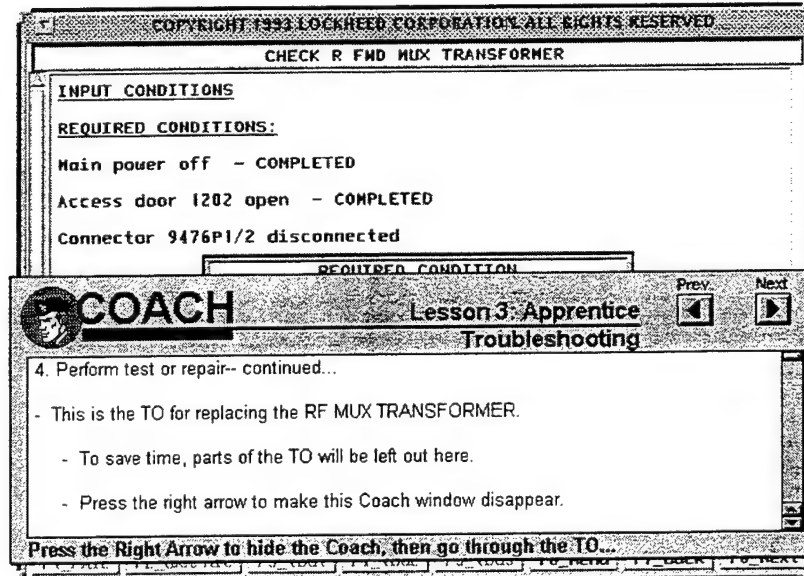 COPYRIGHT 1993 LOCKHEED CORPORATION. ALL RIGHTS RESERVED
CHECK R FWD MUX TRANSFORMER
INPUT CONDITIONS
REQUIRED CONDITIONS:
Main power off - COMPLETED
Access door 1202 open - COMPLETED
Connector 9476P1/2 disconnected
REQUIRED CONDITION
COACH
Lesson 3: Apprentice
Troubleshooting
Prev.
Next
4. Perform test or repair-- continued...
- This is the TO for replacing the RF MUX TRANSFORMER.
- To save time, parts of the TO will be left out here.
- Press the right arrow to make this Coach window disappear.
Press the Right Arrow to hide the Coach, then go through the TO...